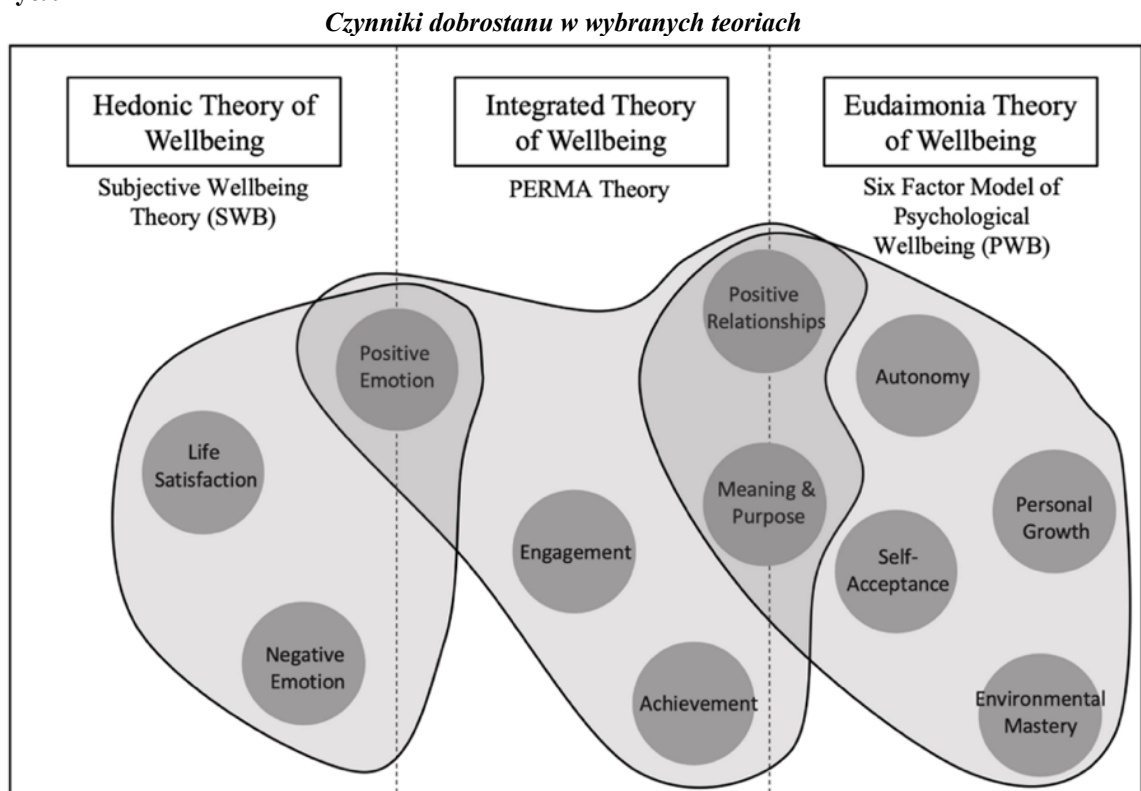 Czynniki dobrostanu w wybranych teoriach
Hedonic Theory of
Wellbeing
Subjective Wellbeing
Theory (SWB)
Integrated Theory
of Wellbeing
PERMA Theory
Eudaimonia Theory
of Wellbeing
Six Factor Model of
Psychological
Wellbeing (PWB)
Positive
Emotion
Life
Satisfaction
Negative
Emotion
Engagement
Achievement
Positive
Relationships
Meaning &
Purpose
Autonomy
Self-
Acceptance
Personal
Growth
Environmental
Mastery